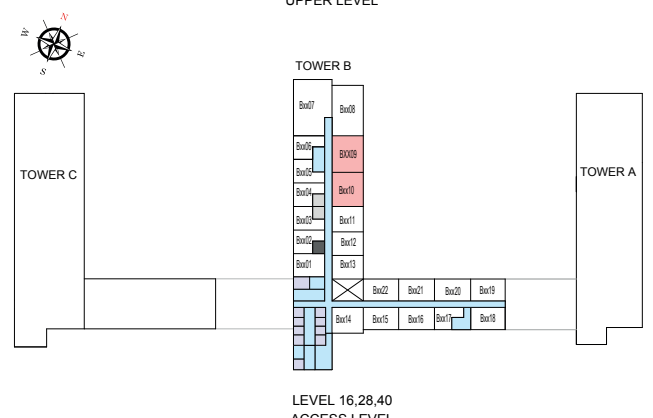 UPPER LEVEL
N
W
E
S
TOWER B
Bxx07
Bxx08
Bxx06
BXX09
Bxx05
TOWER C
TOWER A
Bxx04
Bxx10
Bxx03
Bxx11
Bxx02
Bxx12
Bxx01
Bxx13
Bxx22
Bxx21
Bxx20
Bxx19
Bxx14
Bxx15
Bxx16
Bxx17
Bxx18
LEVEL 16,28,40
ACCESS LEVEL